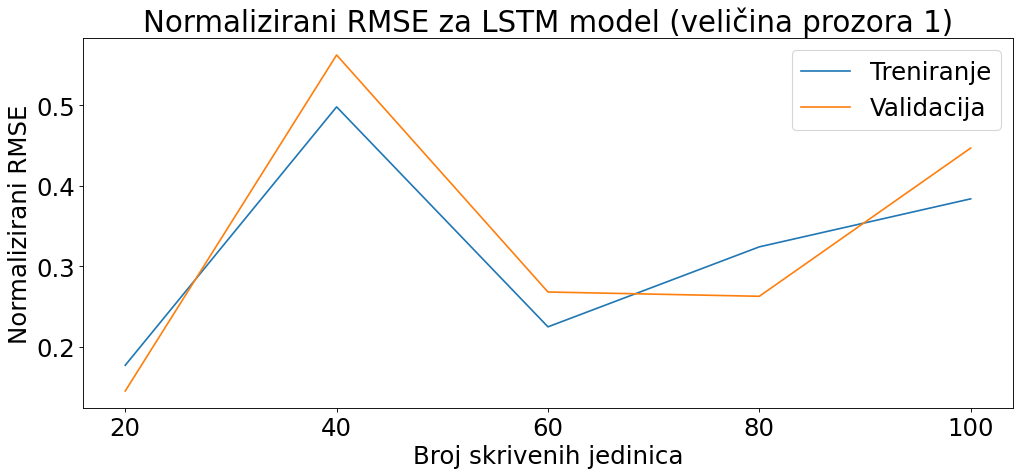 Normalizirani RMSE za LSTM model (veličina prozora 1)
Treniranje
Validacija
Normalizirani RMSE
0.5
0.4
0.3
0.2
20 40 60 80 100
Broj skrivenih jedinica